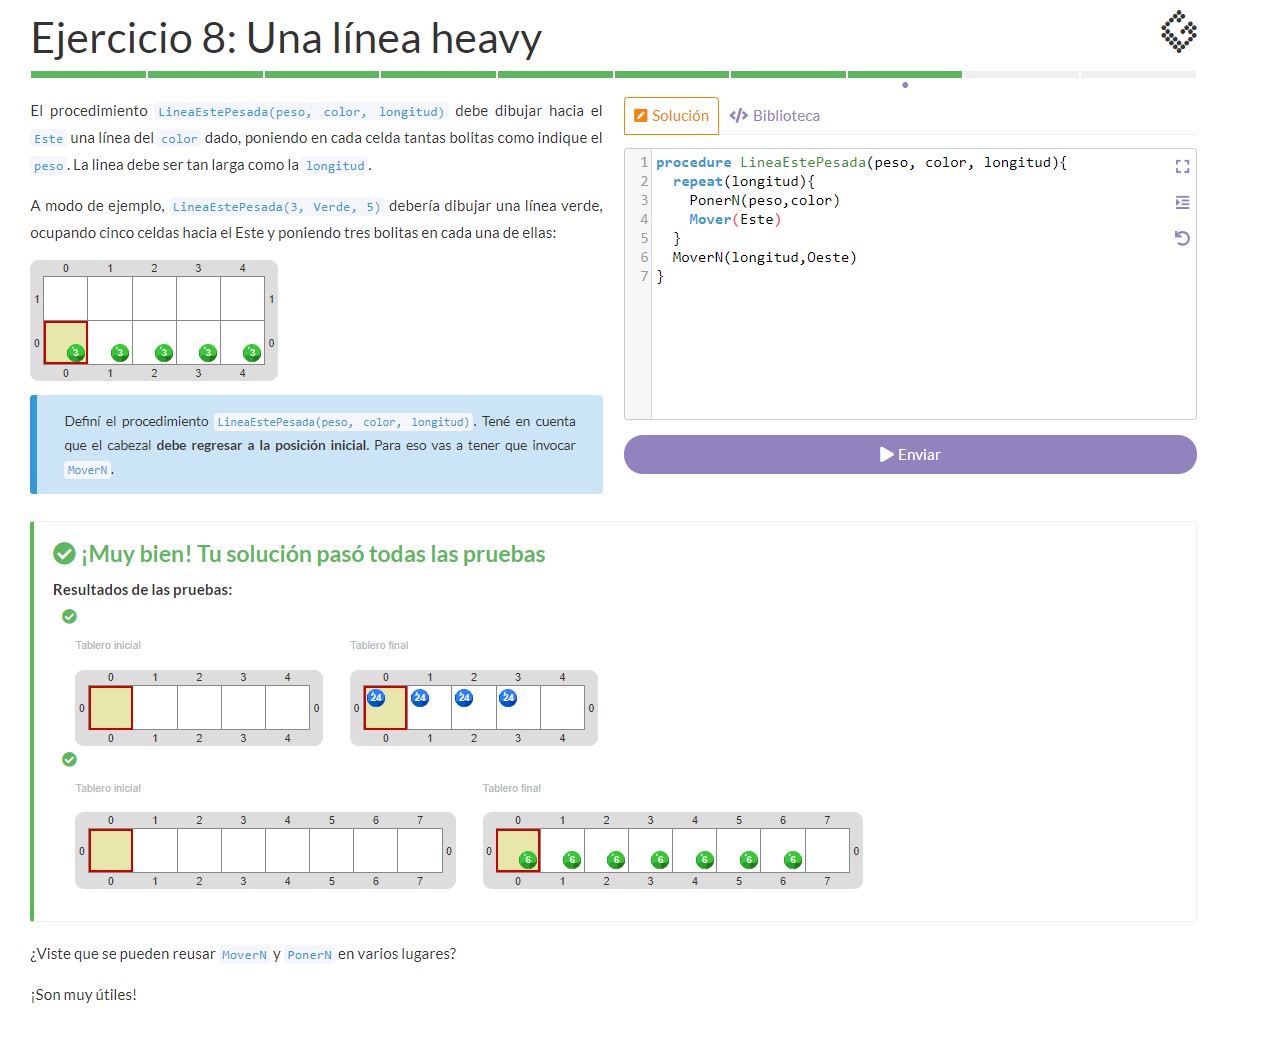 Ejercicio 8: Una línea heavy
El procedimiento LineaEstePesada(peso, color, longitud) debe dibujar hacia el
Este una línea del color dado, poniendo en cada celda tantas bolitas como indique el
peso. La linea debe ser tan larga como la longitud.
A modo de ejemplo, LineaEstePesada(3, Verde, 5) debería dibujar una línea verde,
ocupando cinco celdas hacia el Este y poniendo tres bolitas en cada una de ellas:
0 1 2 3 4
1 1
0 3 3 3 3 3 0
0 1 2 3 4
Definí el procedimiento LineaEstePesada(peso, color, longitud). Tené en cuenta
que el cabezal debe regresar a la posición inicial. Para eso vas a tener que invocar
MoverN.
Solución </> Biblioteca
1 procedure LineaEstePesada(peso, color, longitud){
2 repeat(longitud){
3 PonerN(peso,color)
4 Mover(Este)
5 }
6 MoverN(longitud,Oeste)
7 }
Enviar
¡Muy bien! Tu solución pasó todas las pruebas
Resultados de las pruebas:
Tablero inicial Tablero final
0 1 2 3 4 0 1 2 3 4
0 0 0 24 24 24 24 0
0 1 2 3 4 0 1 2 3 4
Tablero inicial Tablero final
0 1 2 3 4 5 6 7 0 1 2 3 4 5 6 7
0 0 0 6 6 6 6 6 6 6 0
0 1 2 3 4 5 6 7 0 1 2 3 4 5 6 7
¿Viste que se pueden reusar MoverN y PonerN en varios lugares?
¡Son muy útiles!